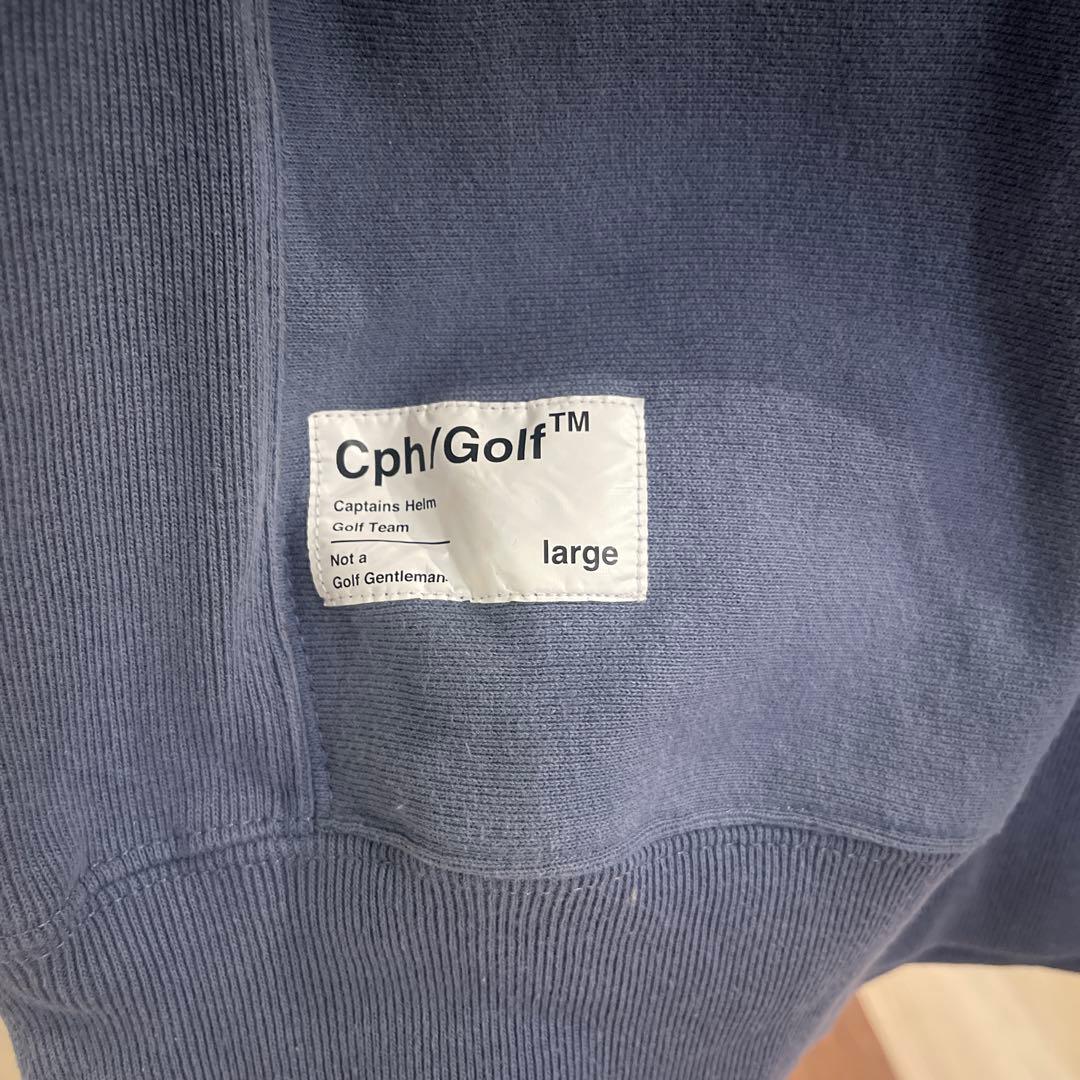 Cph/Golf™
Captains Helm
Golf Team
Not a
Golf Gentleman.
large